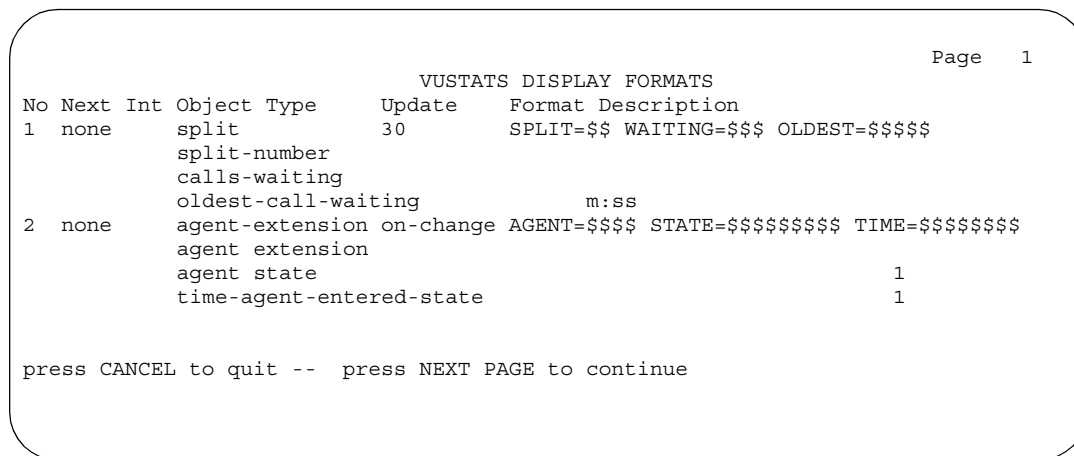 Page 1
VUSTATS DISPLAY FORMATS
No Next Int Object Type Update Format Description
1 none split 30 SPLIT=$$ WAITING=$$$ OLDEST=$$$$$
split-number
calls-waiting
oldest-call-waiting m:ss
2 none agent-extension on-change AGENT=$$$$ STATE=$$$$$$$$$ TIME=$$$$$$$$
agent extension
agent state 1
time-agent-entered-state 1
press CANCEL to quit -- press NEXT PAGE to continue